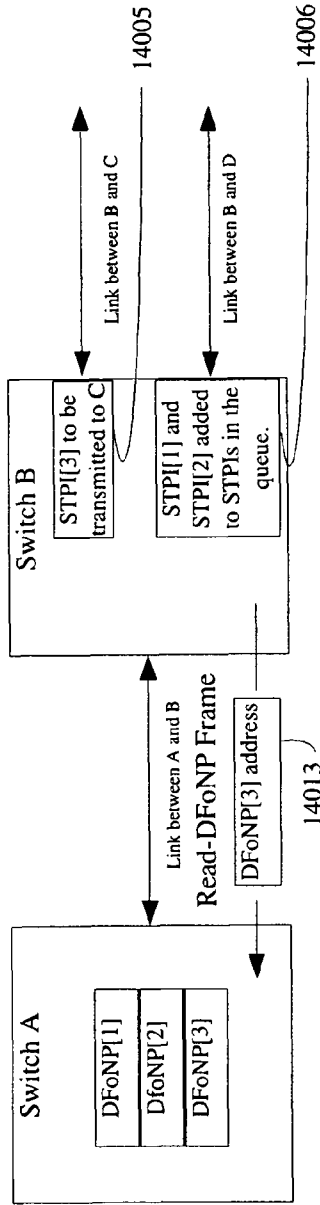 Switch A
DFoNP[1]
DfoNP[2]
DFoNP[3]
Link between A and B
Read-DFoNP Frame
DFoNP[3] address
14013
Switch B
STPI[3] to be
transmitted to C
STPI[1] and
STPI[2] added
to STPIs in the
queue.
Link between B and C
14005
Link between B and D
14006